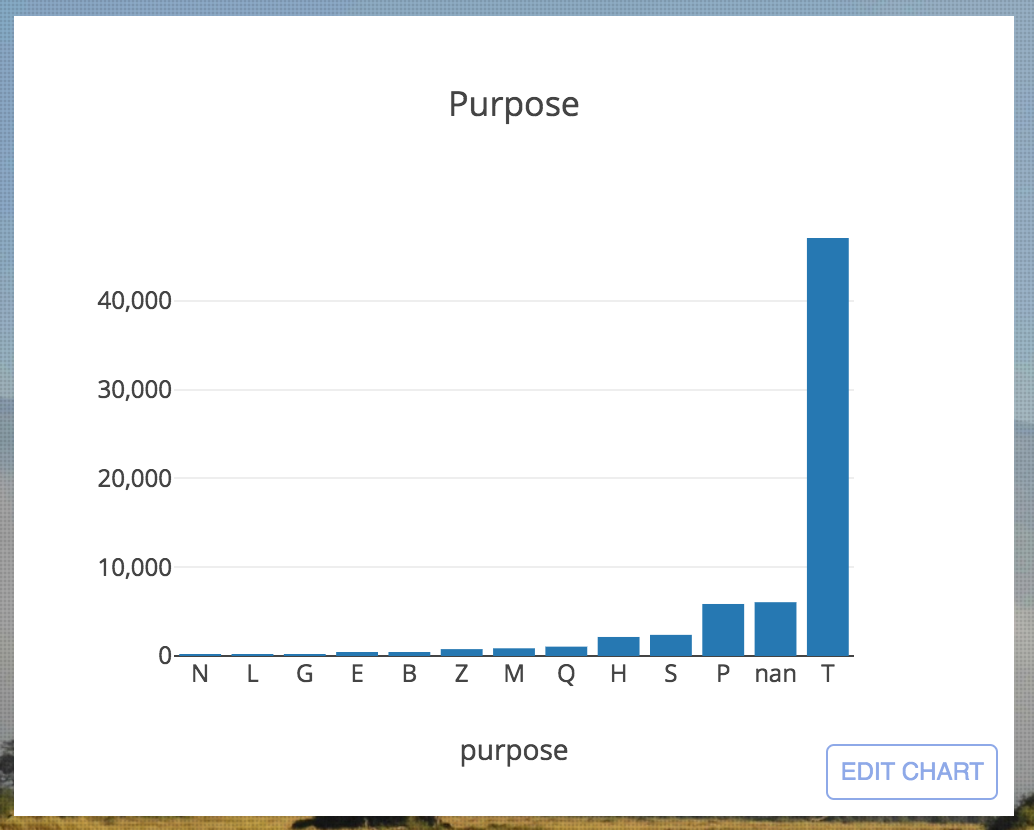 Purpose
40,000
30,000
20,000
10,000
0
N L G E B Z M Q H S P nan T
purpose
EDIT CHART